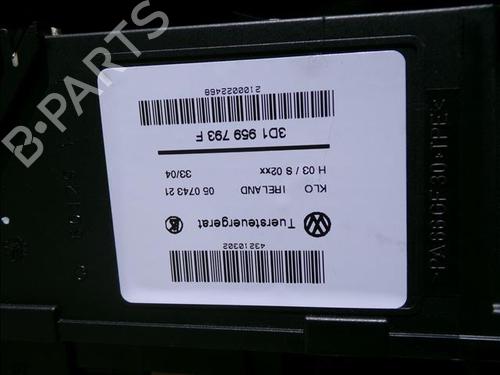 2100022468
3D1 959 793 F
H 03 / S 02xx 33/04
KLO IRELAND 05 0743 21
Tuersteuergerat
43210302
B-PARTS